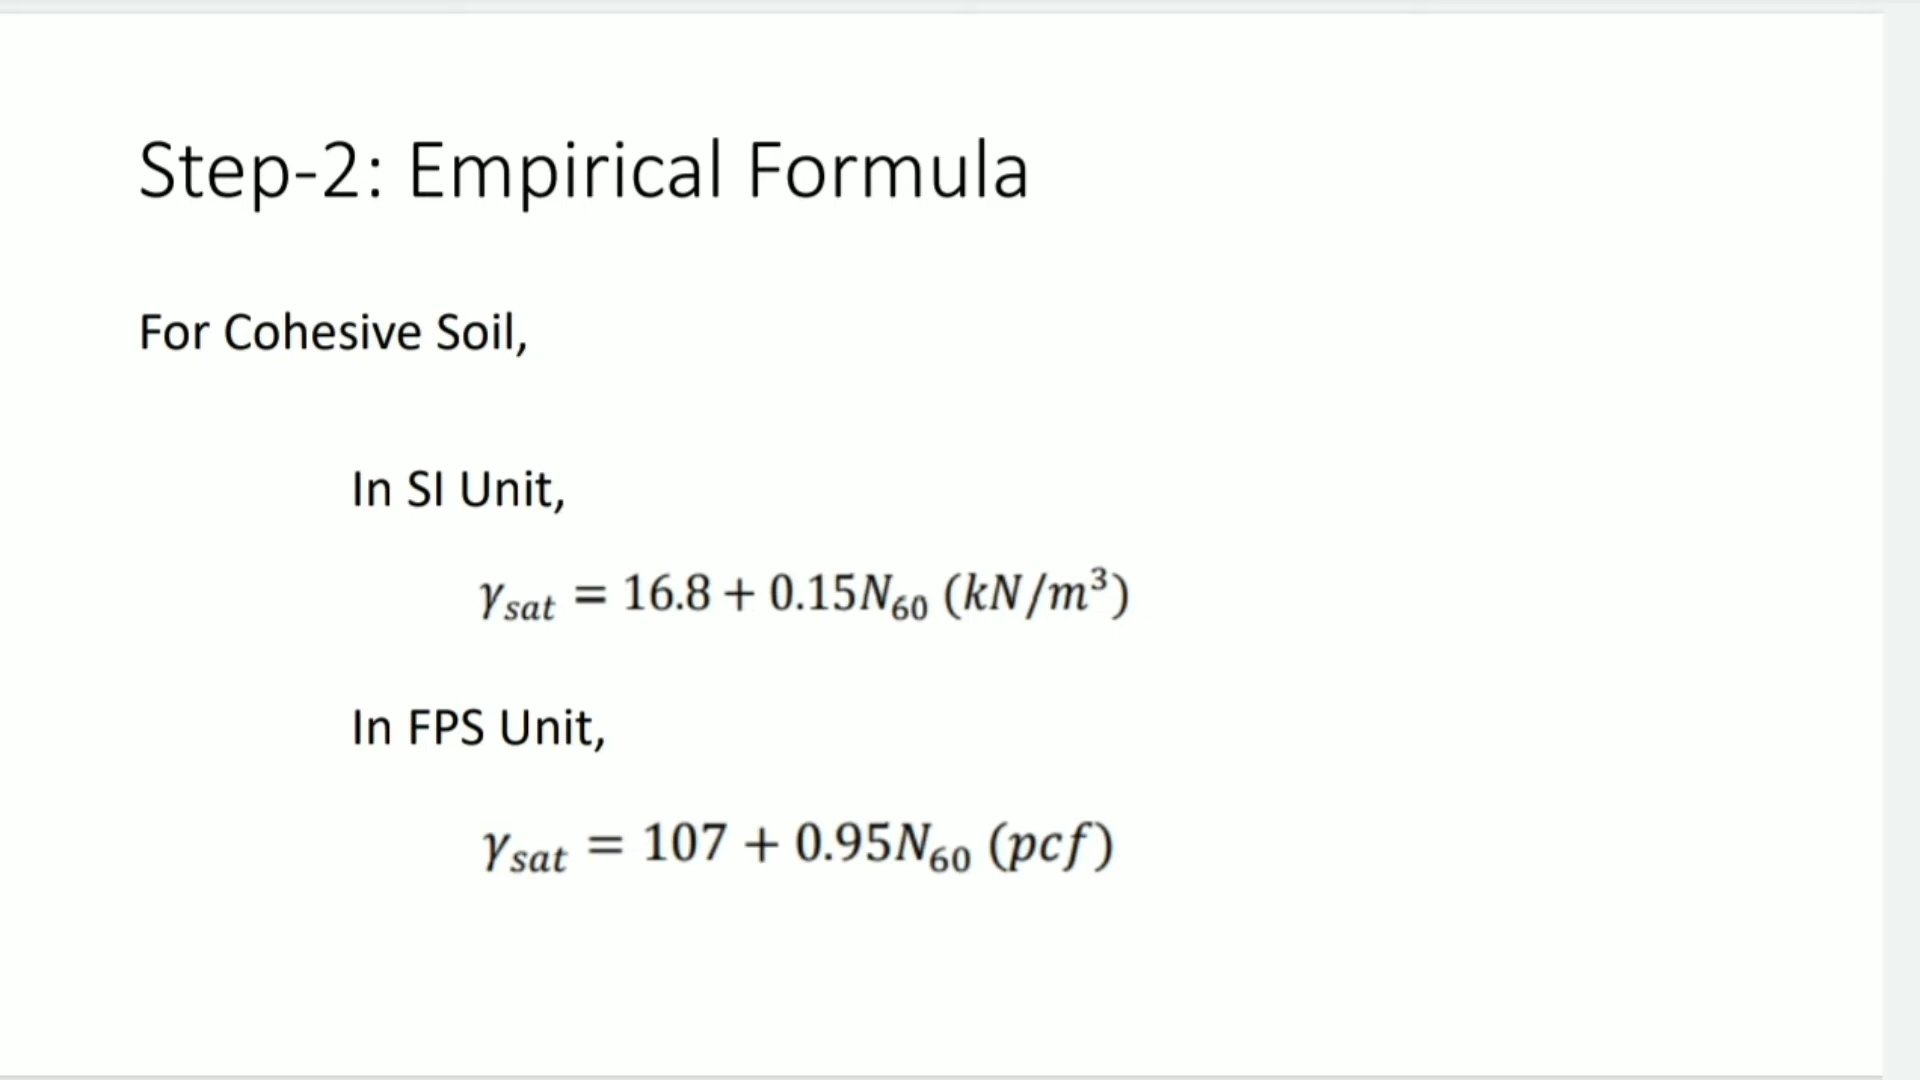 Step-2: Empirical Formula
For Cohesive Soil,
In SI Unit,
γsat = 16.8 + 0.15N60 (kN/m³)
In FPS Unit,
γsat = 107 + 0.95N60 (pcf)